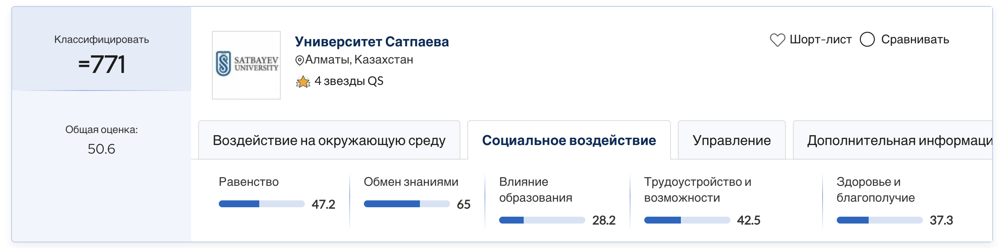 Классифицировать
=771
Общая оценка:
50.6
SATBAYEV
UNIVERSITY
Университет Сатпаева
Алматы, Казахстан
4 звезды QS
Шорт-лист
Сравнивать
Воздействие на окружающую среду
Социальное воздействие
Управление
Дополнительная информаци
Равенство
47.2
Обмен знаниями
65
Влияние
образования
28.2
Трудоустройство и
возможности
42.5
Здоровье и
благополучие
37.3